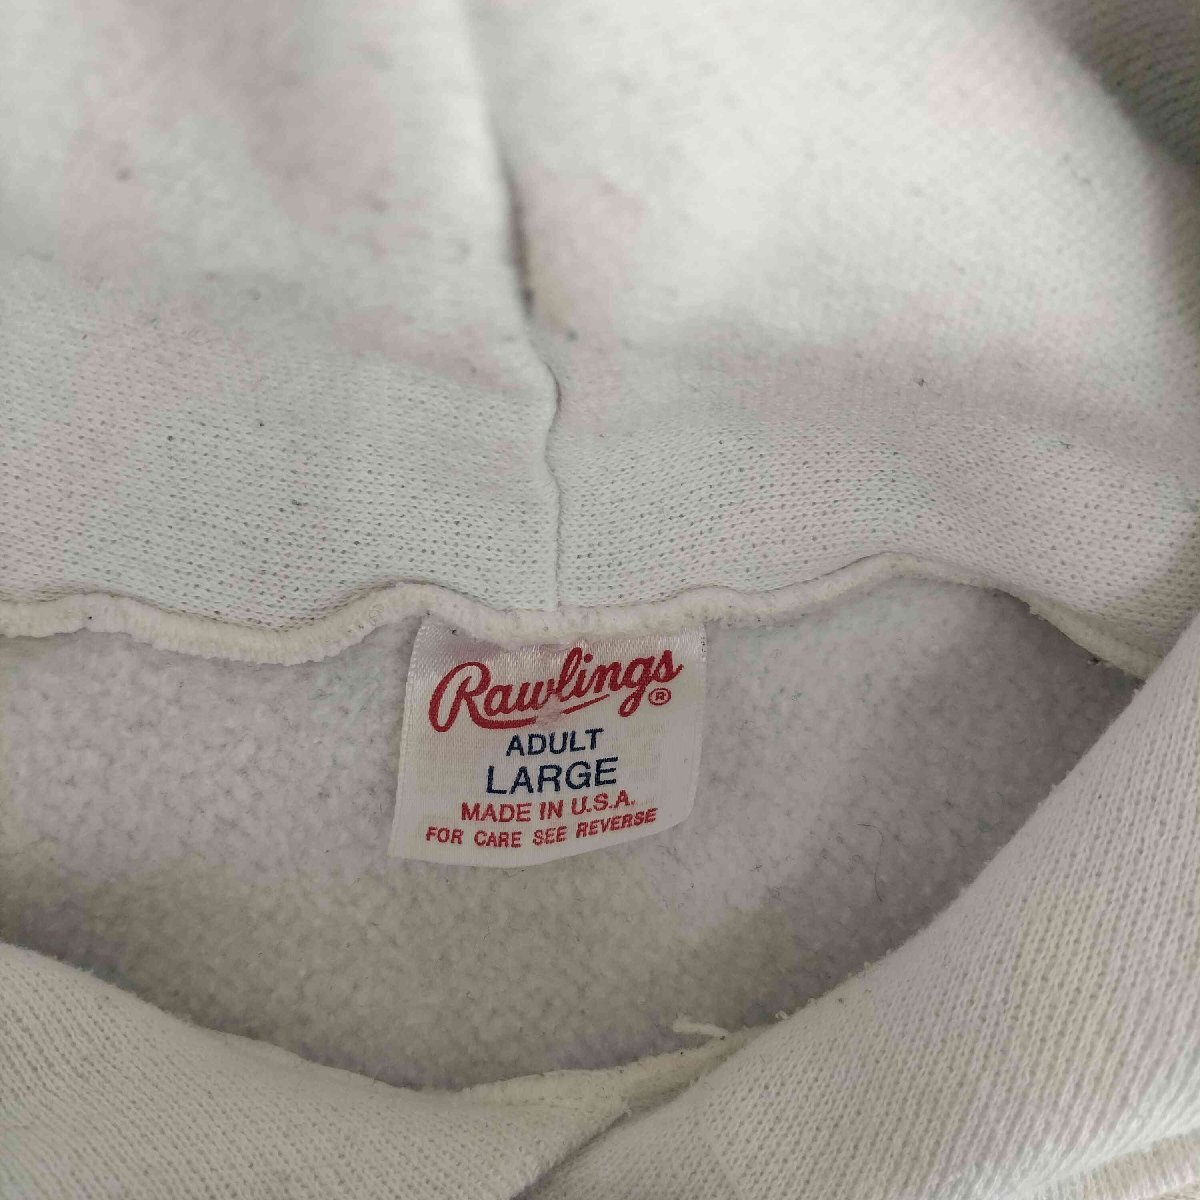 Rawlings®
ADULT
LARGE
MADE IN U.S.A.
FOR CARE SEE REVERSE